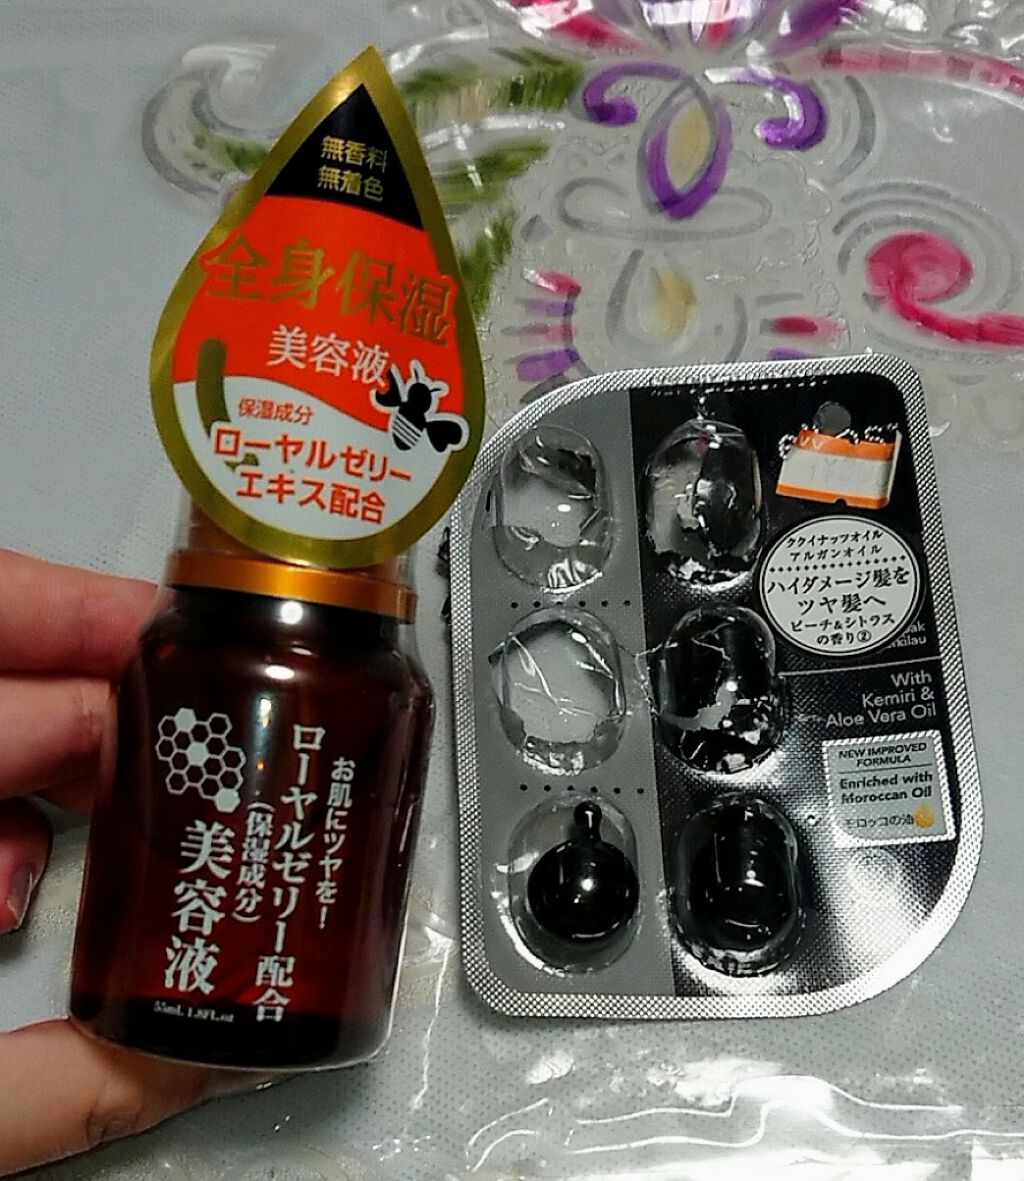 無香料
無着色
全身保湿
美容液
保湿成分
ローヤルゼリー
エキス配合
お肌にツヤを！
ローヤルゼリー配合
（保湿成分）
美容液
55mL 1.8FL.oz
ククイナッツオイル
アルガンオイル
ハイダメージ髪を
ツヤ髪へ
ピーチ&シトラス
の香り②
With
Kemiri &
Aloe Vera Oil
NEW IMPROVED
FORMULA
Enriched with
Moroccan Oil
モロッコの油